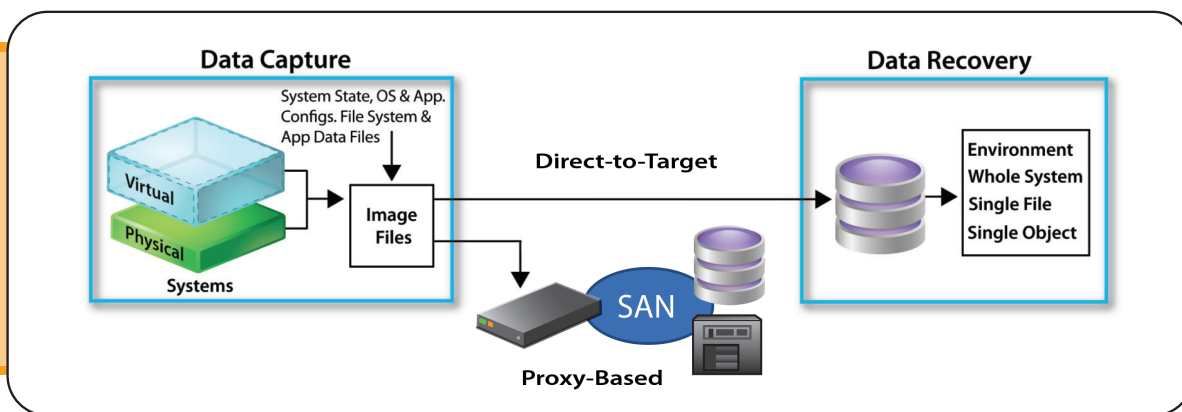 Data Capture
System State, OS & App.
Configs. File System &
App Data Files
Virtual
Physical
Systems
Image
Files
Direct-to-Target
SAN
Proxy-Based
Data Recovery
Environment
Whole System
Single File
Single Object